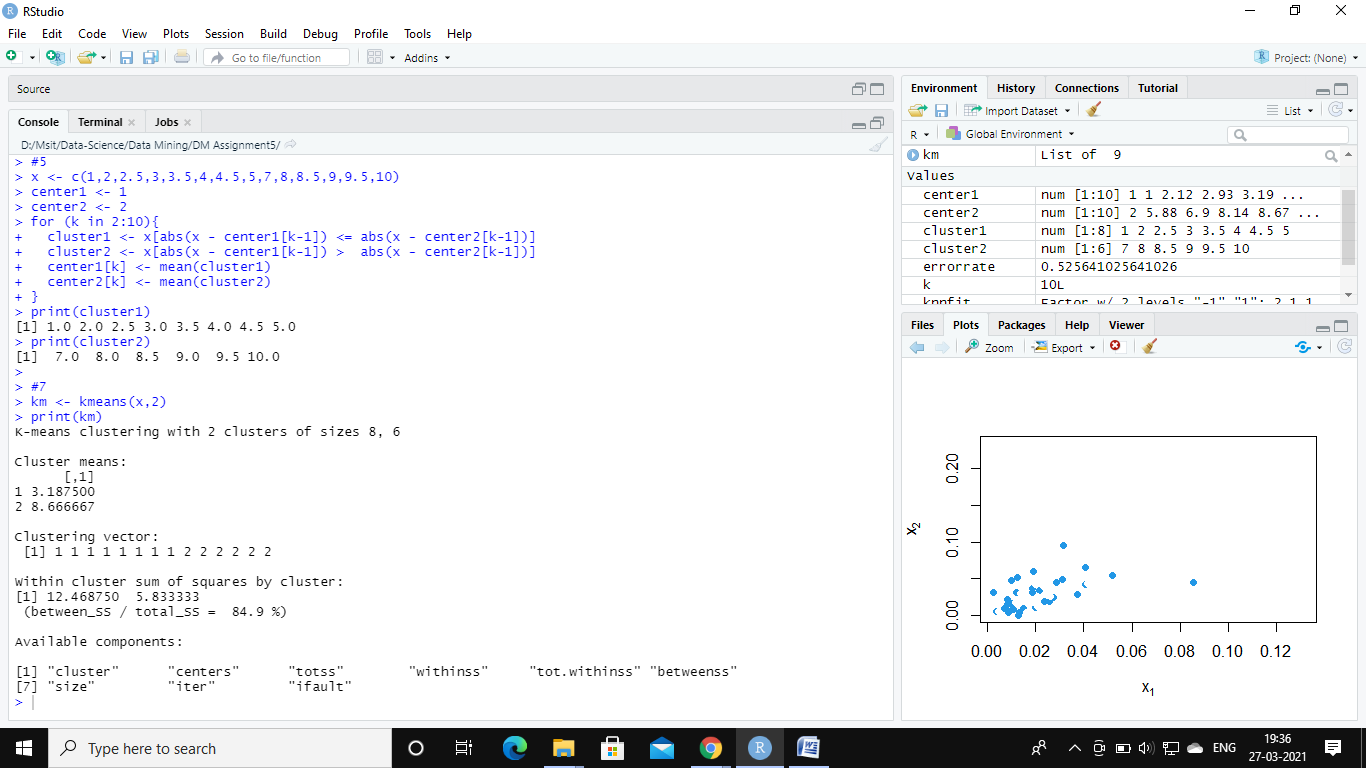 RStudio
File Edit Code View Plots Session Build Debug Profile Tools Help
Go to file/function
Addins
Project: (None)
Source
Console Terminal Jobs
D:/Msit/Data-Science/Data Mining/DM Assignment5/
> #5
> x <- c(1,2,2.5,3,3.5,4,4.5,5,7,8,8.5,9,9.5,10)
> center1 <- 1
> center2 <- 2
> for (k in 2:10){
+   cluster1 <- x[abs(x - center1[k-1]) <= abs(x - center2[k-1])]
+   cluster2 <- x[abs(x - center1[k-1]) >  abs(x - center2[k-1])]
+   center1[k] <- mean(cluster1)
+   center2[k] <- mean(cluster2)
+ }
> print(cluster1)
[1] 1.0 2.0 2.5 3.0 3.5 4.0 4.5 5.0
> print(cluster2)
[1]  7.0  8.0  8.5  9.0  9.5 10.0
>
> #7
> km <- kmeans(x,2)
> print(km)
K-means clustering with 2 clusters of sizes 8, 6
Cluster means:
      [,1]
1 3.187500
2 8.666667
Clustering vector:
 [1] 1 1 1 1 1 1 1 1 2 2 2 2 2 2
Within cluster sum of squares by cluster:
[1] 12.468750  5.833333
 (between_SS / total_SS =  84.9 %)
Available components:
[1] "cluster"      "centers"      "totss"        "withinss"     "tot.withinss" "betweenss"
[7] "size"         "iter"         "ifault"
>
Environment History Connections Tutorial
Import Dataset
List
R
Global Environment
km List of  9
Values
center1 num [1:10] 1 1 2.12 2.93 3.19 ...
center2 num [1:10] 2 5.88 6.9 8.14 8.67 ...
cluster1 num [1:8] 1 2 2.5 3 3.5 4 4.5 5
cluster2 num [1:6] 7 8 8.5 9 9.5 10
errorrate 0.525641025641026
k 10L
knnfit Factor w/ 2 levels "-1","1": 2 1 1
Files Plots Packages Help Viewer
Zoom
Export
0.20
0.10
0.00
x2
0.00 0.02 0.04 0.06 0.08 0.10 0.12
x1
Type here to search
ENG
19:36
27-03-2021